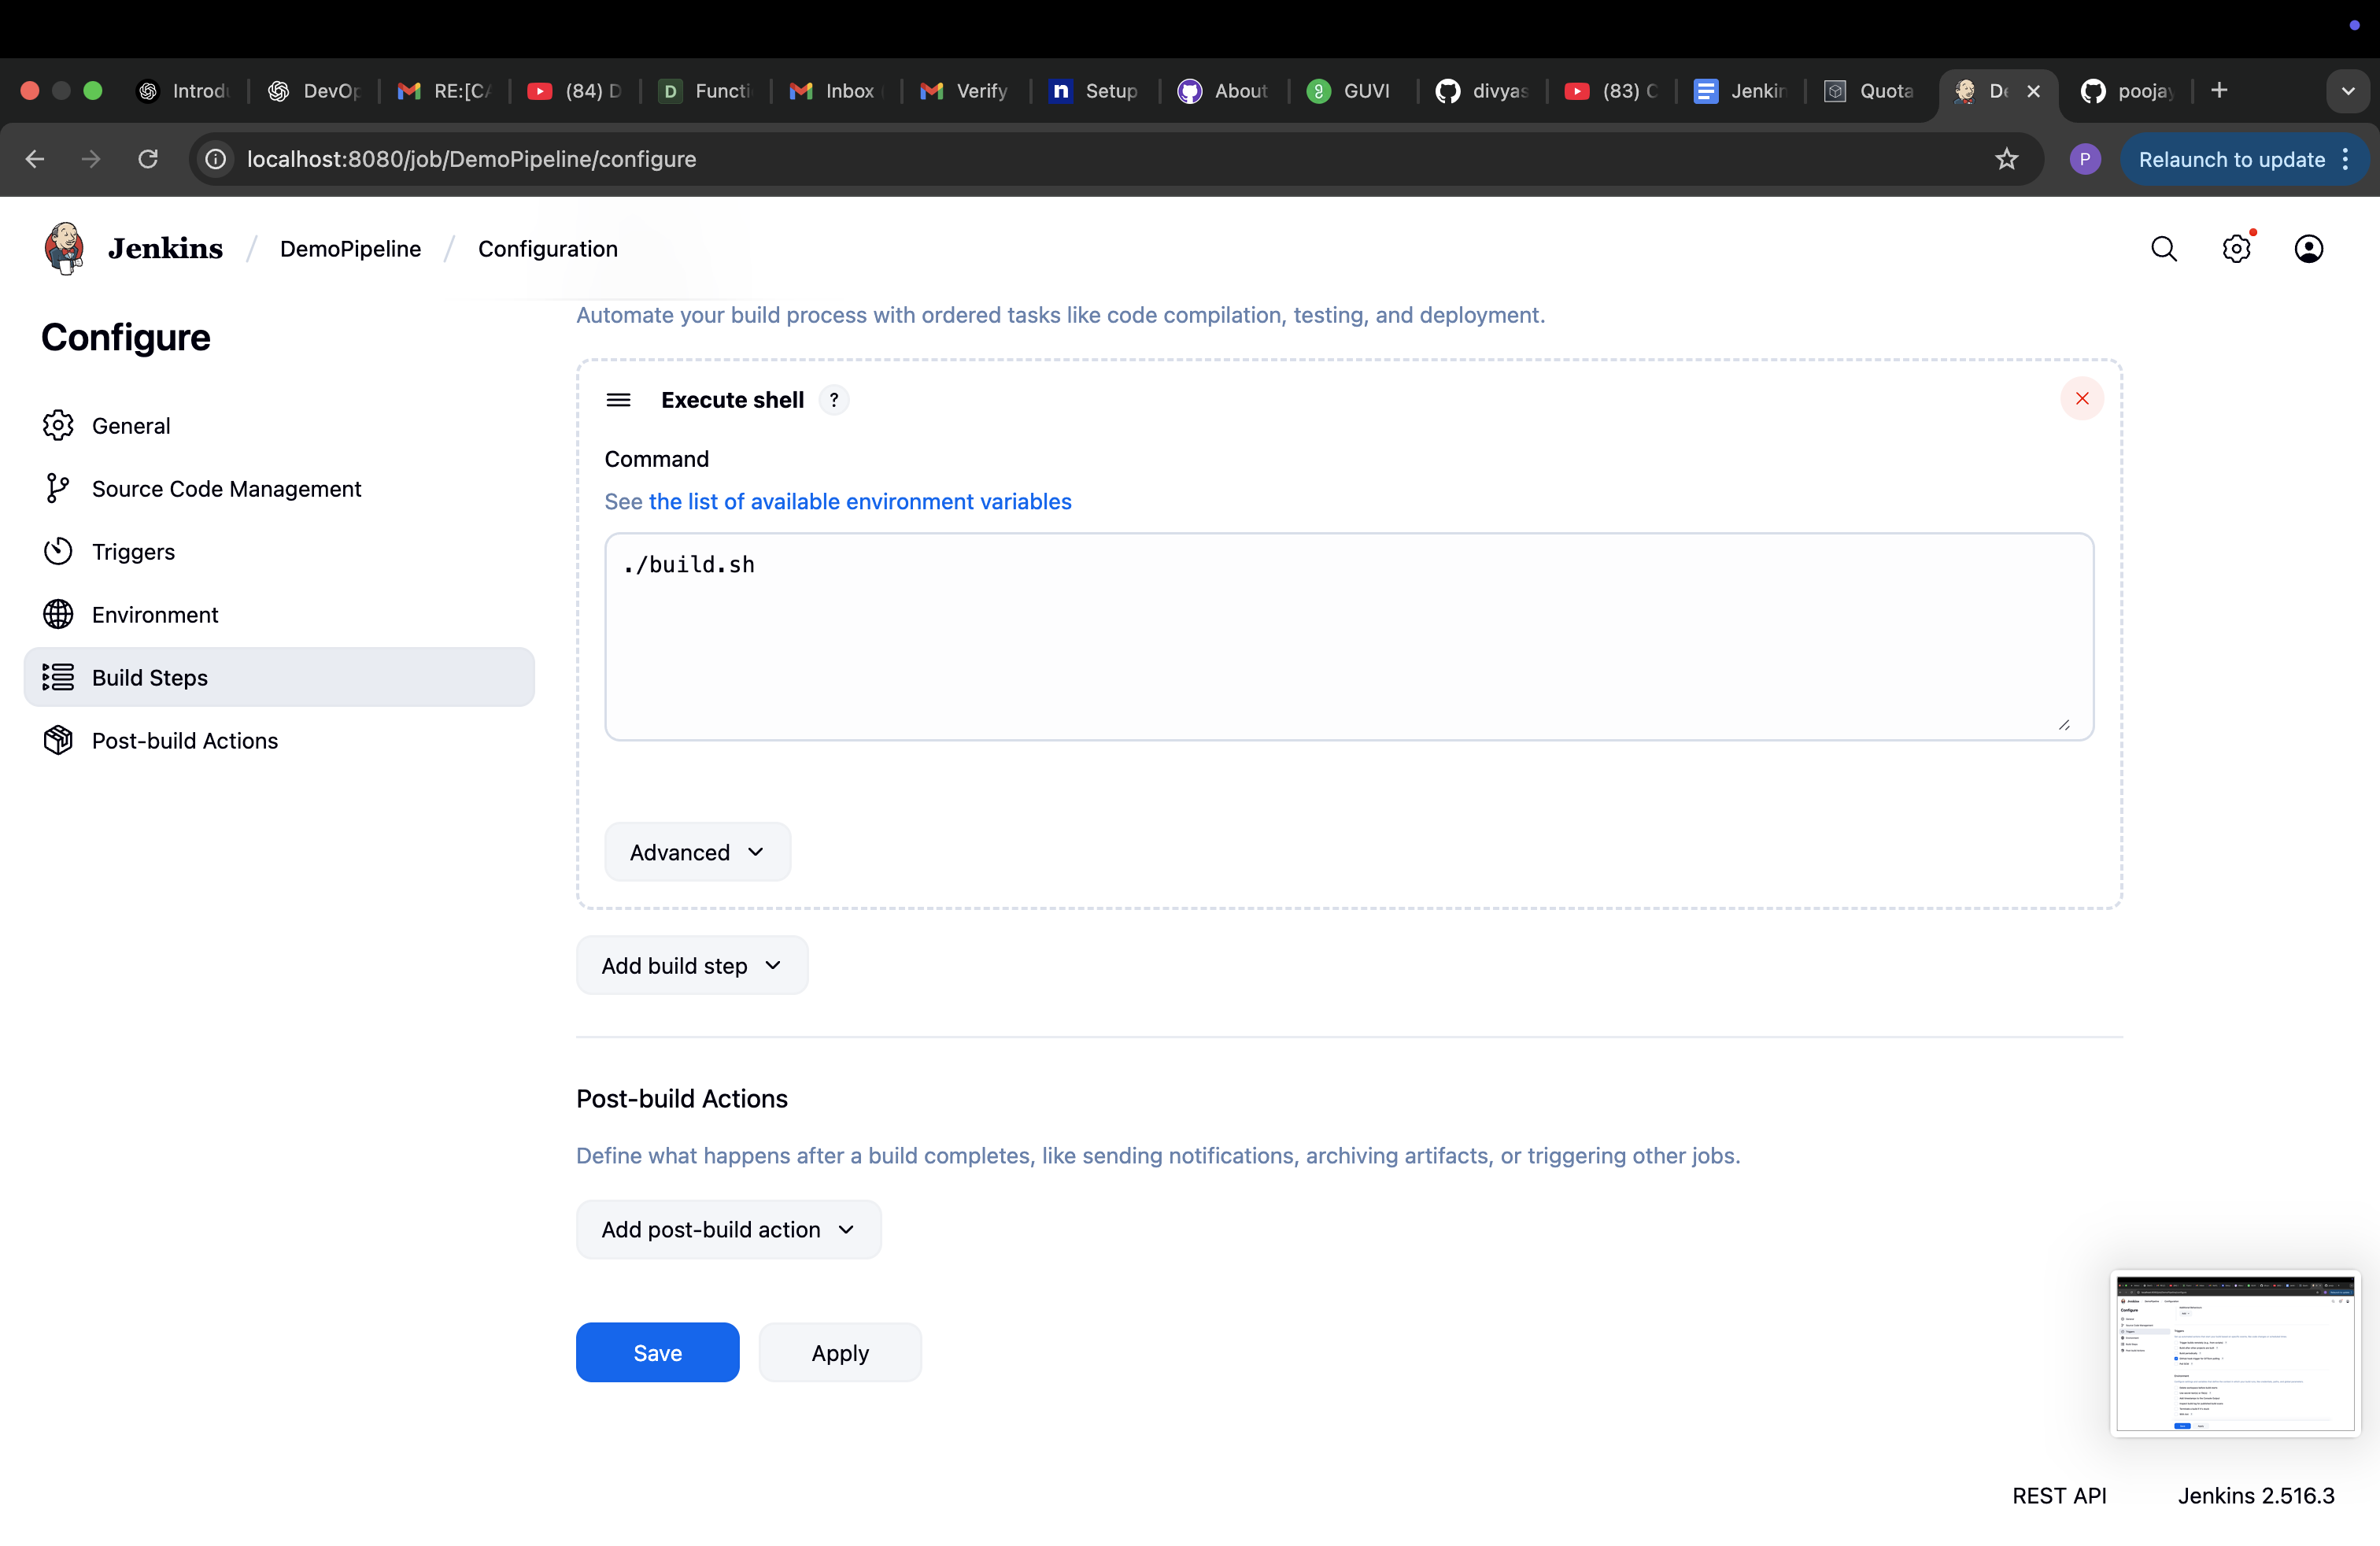 Introdu
DevOp
RE:[CA
(84) D
Functi
Inbox
Verify
Setup
About
GUVI
divyas
(83) C
Jenkin
Quota
De
poojay
localhost:8080/job/DemoPipeline/configure
P
Relaunch to update
Jenkins / DemoPipeline / Configuration
Configure
General
Source Code Management
Triggers
Environment
Build Steps
Post-build Actions
Automate your build process with ordered tasks like code compilation, testing, and deployment.
Execute shell ?
Command
See the list of available environment variables
./build.sh
Advanced
Add build step
Post-build Actions
Define what happens after a build completes, like sending notifications, archiving artifacts, or triggering other jobs.
Add post-build action
Save
Apply
REST API
Jenkins 2.516.3